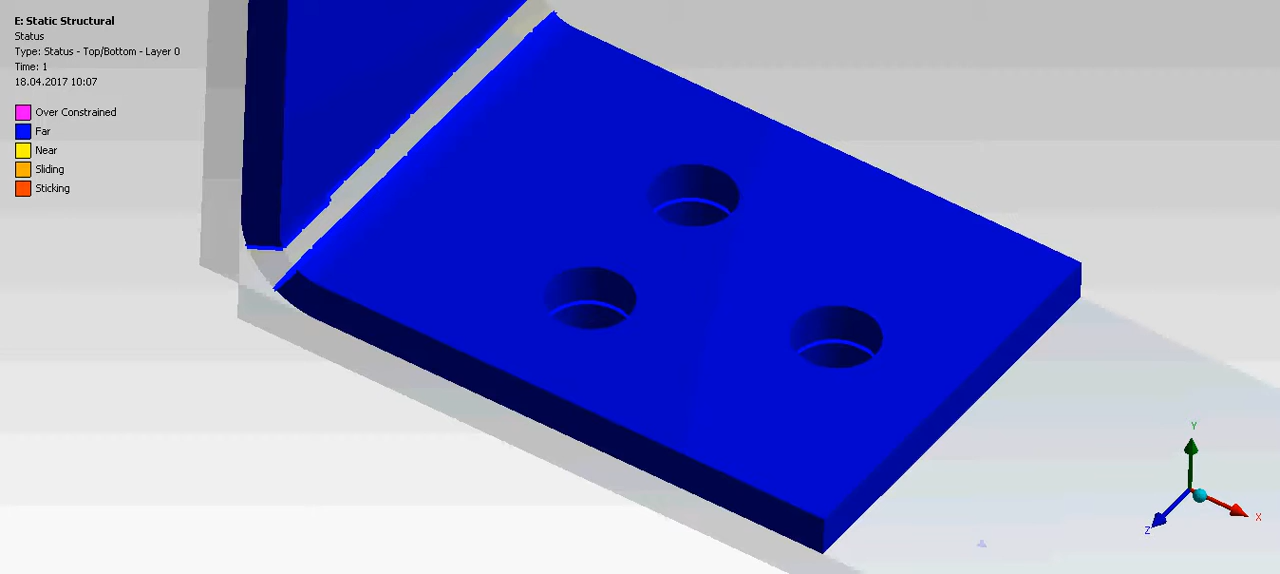 E: Static Structural
Status
Type: Status - Top/Bottom - Layer 0
Time: 1
18.04.2017 10:07
Over Constrained
Far
Near
Sliding
Sticking
Y
X
Z